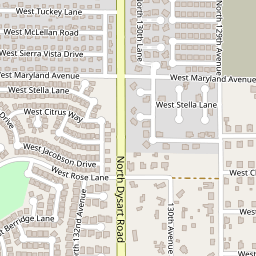 West Tuckey Lane
North 130th Lane
North 129th
West McLellan Road
West Sierra Vista Drive
West Maryland Avenue
West Maryland Avenue
West Stella Lane
West Stella Lane
West Citrus Way
Drive
West Jacobson Drive
North Dysart Road
West Rose Lane
West
130th Avenue
North 132nd Avenue
Berridge Lane